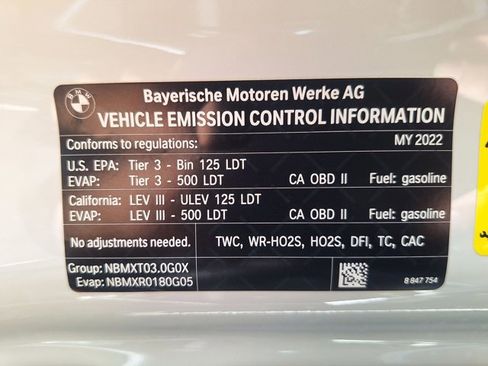 BMW
Bayerische Motoren Werke AG
VEHICLE EMISSION CONTROL INFORMATION
Conforms to regulations: MY 2022
U.S. EPA: Tier 3 - Bin 125 LDT
EVAP: Tier 3 - 500 LDT CA OBD II Fuel: gasoline
California: LEV III - ULEV 125 LDT
EVAP: LEV III - 500 LDT CA OBD II Fuel: gasoline
No adjustments needed. TWC, WR-HO2S, HO2S, DFI, TC, CAC
Group: NBMXT03.0G0X
Evap: NBMXR0180G05
8 847 754